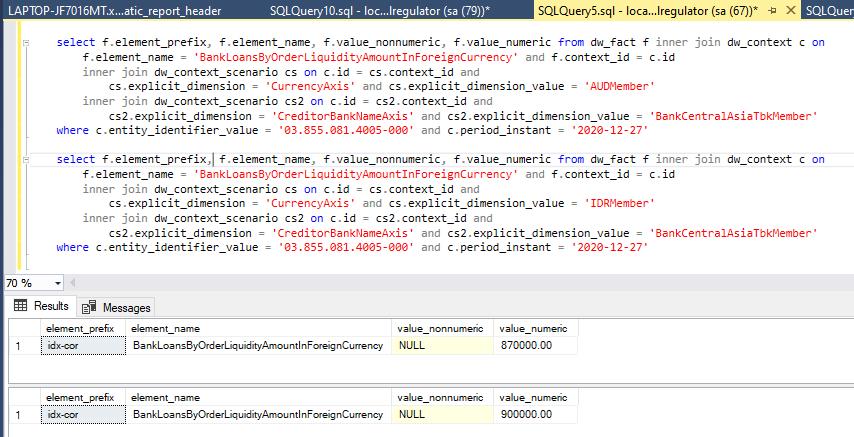 LAPTOP-JF7016MT.x...atic_report_header
SQLQuery10.sql - loc...lregulator (sa (79))*
SQLQuery5.sql - loca...lregulator (sa (67))*
SQLQu
select f.element_prefix, f.element_name, f.value_nonnumeric, f.value_numeric from dw_fact f inner join dw_context c on
f.element_name = 'BankLoansByOrderLiquidityAmountInForeignCurrency' and f.context_id = c.id
inner join dw_context_scenario cs on c.id = cs.context_id and
cs.explicit_dimension = 'CurrencyAxis' and cs.explicit_dimension_value = 'AUDMember'
inner join dw_context_scenario cs2 on c.id = cs2.context_id and
cs2.explicit_dimension = 'CreditorBankNameAxis' and cs2.explicit_dimension_value = 'BankCentralAsiaTbkMember'
where c.entity_identifier_value = '03.855.081.4005-000' and c.period_instant = '2020-12-27'
select f.element_prefix, f.element_name, f.value_nonnumeric, f.value_numeric from dw_fact f inner join dw_context c on
f.element_name = 'BankLoansByOrderLiquidityAmountInForeignCurrency' and f.context_id = c.id
inner join dw_context_scenario cs on c.id = cs.context_id and
cs.explicit_dimension = 'CurrencyAxis' and cs.explicit_dimension_value = 'IDRMember'
inner join dw_context_scenario cs2 on c.id = cs2.context_id and
cs2.explicit_dimension = 'CreditorBankNameAxis' and cs2.explicit_dimension_value = 'BankCentralAsiaTbkMember'
where c.entity_identifier_value = '03.855.081.4005-000' and c.period_instant = '2020-12-27'
70 %
Results Messages
element_prefix element_name value_nonnumeric value_numeric
1 idx-cor BankLoansByOrderLiquidityAmountInForeignCurrency NULL 870000.00
element_prefix element_name value_nonnumeric value_numeric
1 idx-cor BankLoansByOrderLiquidityAmountInForeignCurrency NULL 900000.00